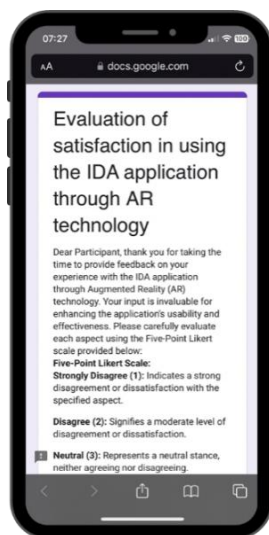 07:27
100
AA docs.google.com
Evaluation of
satisfaction in using
the IDA application
through AR
technology
Dear Participant, thank you for taking the
time to provide feedback on your
experience with the IDA application
through Augmented Reality (AR)
technology. Your input is invaluable for
enhancing the application's usability and
effectiveness. Please carefully evaluate
each aspect using the Five-Point Likert
scale provided below:
Five-Point Likert Scale:
Strongly Disagree (1): Indicates a strong
disagreement or dissatisfaction with the
specified aspect.
Disagree (2): Signifies a moderate level of
disagreement or dissatisfaction.
Neutral (3): Represents a neutral stance,
neither agreeing nor disagreeing.